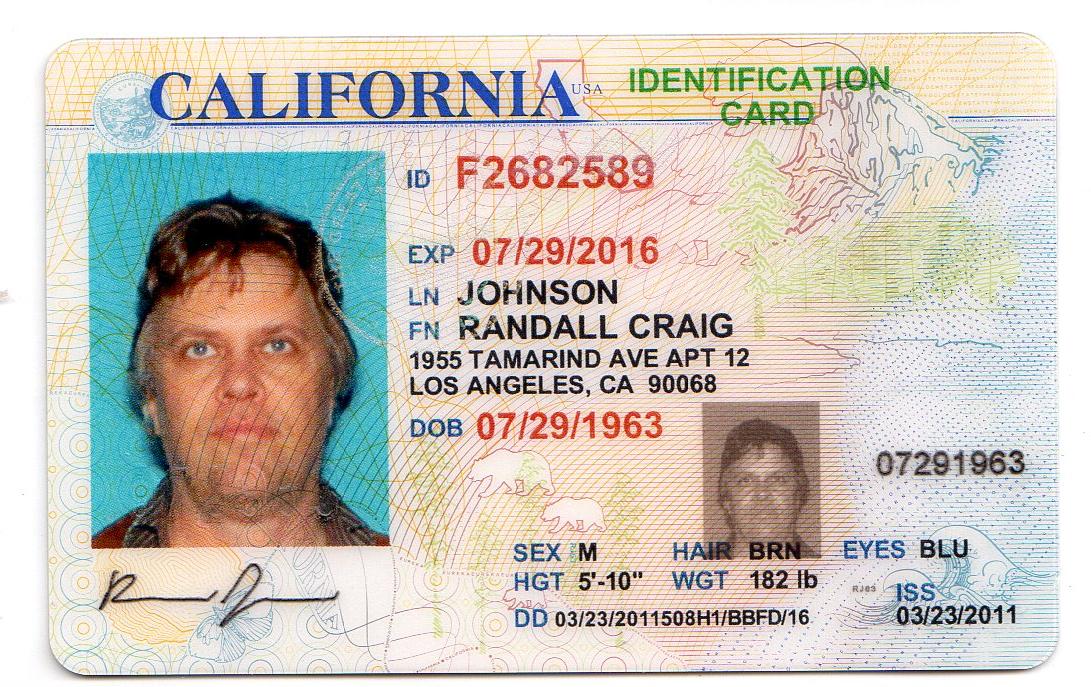 CALIFORNIA USA IDENTIFICATION
CARD
ID F2682589
EXP 07/29/2016
LN JOHNSON
FN RANDALL CRAIG
1955 TAMARIND AVE APT 12
LOS ANGELES, CA 90068
DOB 07/29/1963
07291963
SEX M HAIR BRN EYES BLU
HGT 5'-10" WGT 182 lb RJ63 ISS
DD 03/23/2011508H1/BBFD/16 03/23/2011